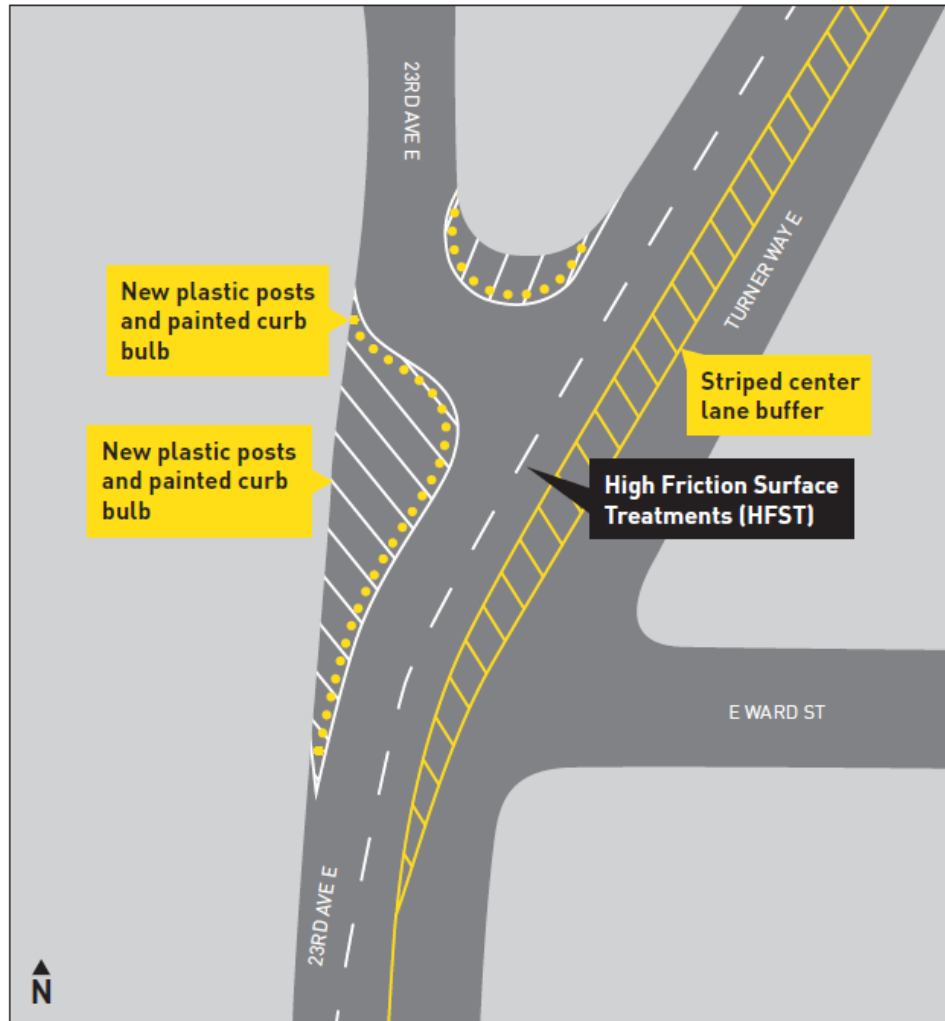 23RD AVE E
New plastic posts
and painted curb
bulb
TURNER WAY E
Striped center
lane buffer
New plastic posts
and painted curb
bulb
High Friction Surface
Treatments (HFST)
E WARD ST
23RD AVE E
N